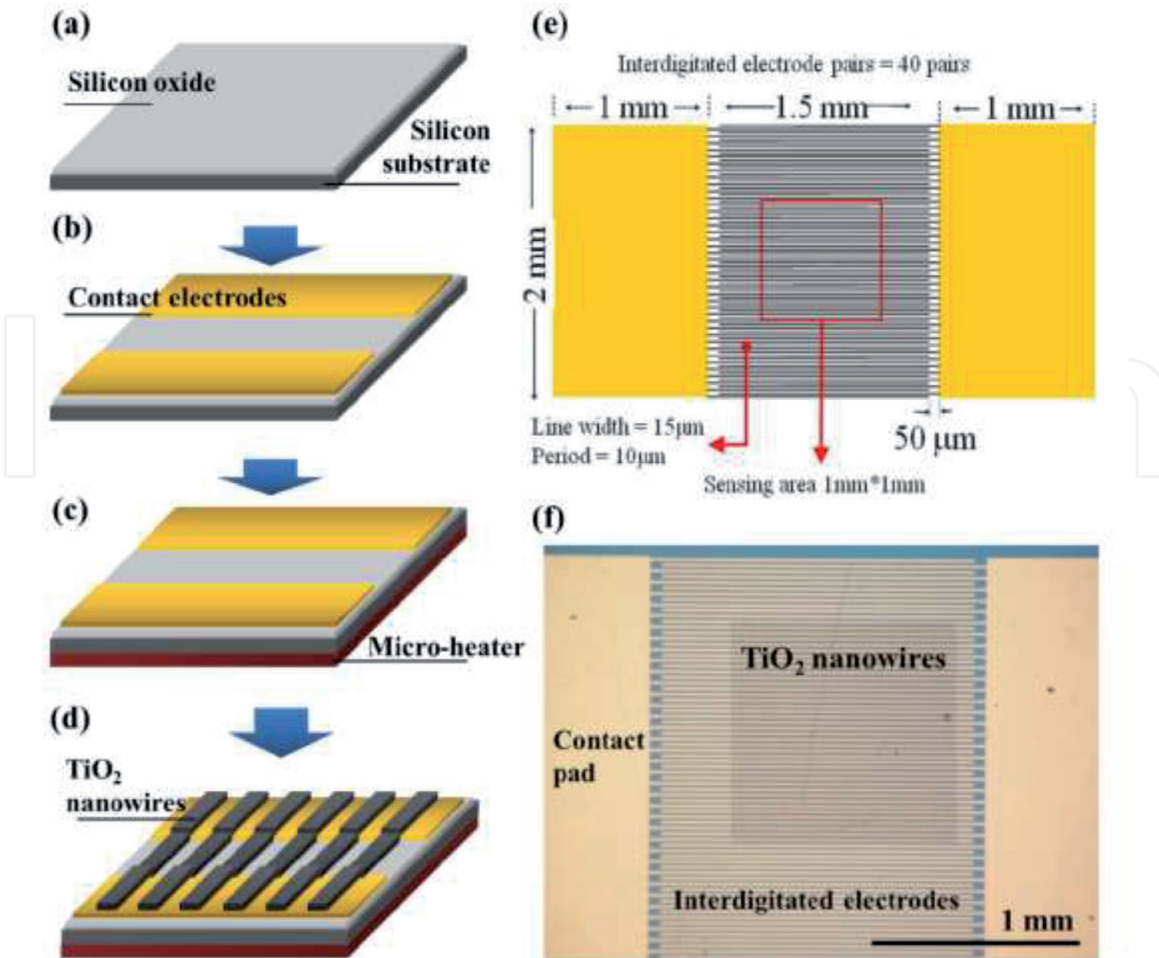 (a)
Silicon oxide
Silicon
substrate
(b)
Contact electrodes
(c)
Micro-heater
(d)
TiO₂
nanowires
(e)
Interdigitated electrode pairs = 40 pairs
1 mm
1.5 mm
1 mm
2 mm
Line width = 15μm
Period = 10μm
50 μm
Sensing area 1mm*1mm
(f)
TiO₂ nanowires
Contact
pad
Interdigitated electrodes
1 mm